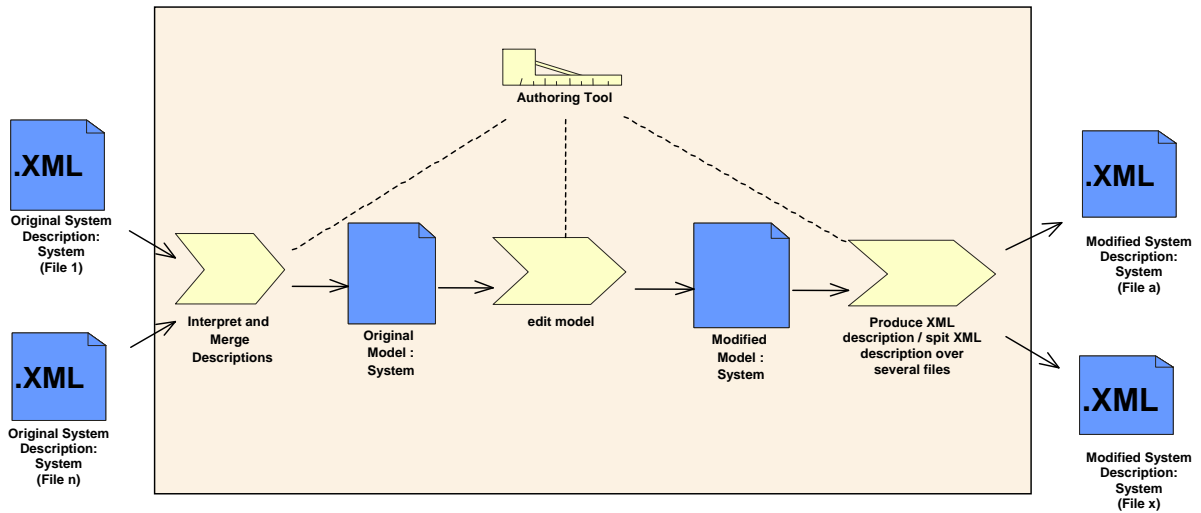 Authoring Tool
.XML
Original System
Description:
System
(File 1)
.XML
Original System
Description:
System
(File n)
Interpret and
Merge
Descriptions
Original
Model :
System
edit model
Modified
Model :
System
Produce XML
description / spit XML
description over
several files
.XML
Modified System
Description:
System
(File a)
.XML
Modified System
Description:
System
(File x)